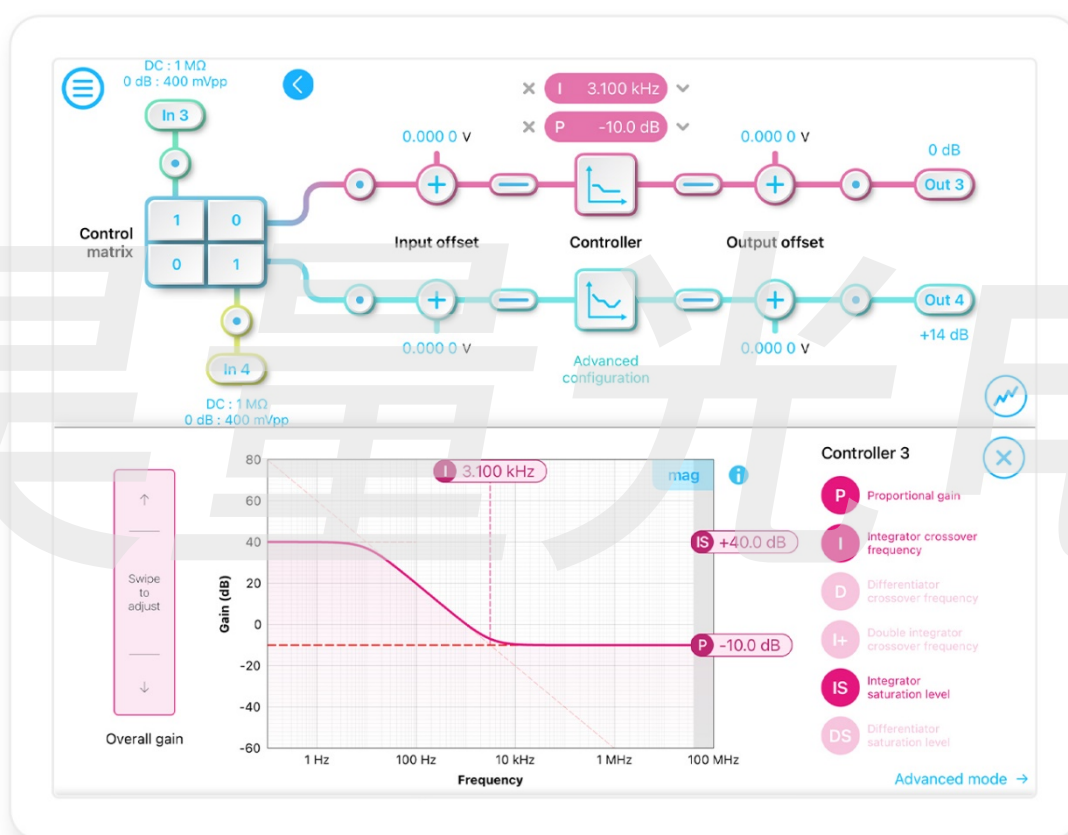 DC : 1 MΩ
0 dB : 400 mVpp
In 3
I 3.100 kHz
P -10.0 dB
0.000 0 V
0.000 0 V
0 dB
Out 3
1 0
0 1
Control
matrix
Input offset
Controller
Output offset
Out 4
+14 dB
0.000 0 V
0.000 0 V
In 4
Advanced
configuration
DC : 1 MΩ
0 dB : 400 mVpp
Controller 3
I 3.100 kHz
mag
P Proportional gain
I Integrator crossover
frequency
D Differentiator
crossover frequency
I+ Double integrator
crossover frequency
IS Integrator
saturation level
DS Differentiator
saturation level
IS +40.0 dB
P -10.0 dB
Swipe
to
adjust
Overall gain
Gain (dB)
80
60
40
20
0
-20
-40
-60
1 Hz 100 Hz 10 kHz 1 MHz 100 MHz
Frequency
Advanced mode →
量光